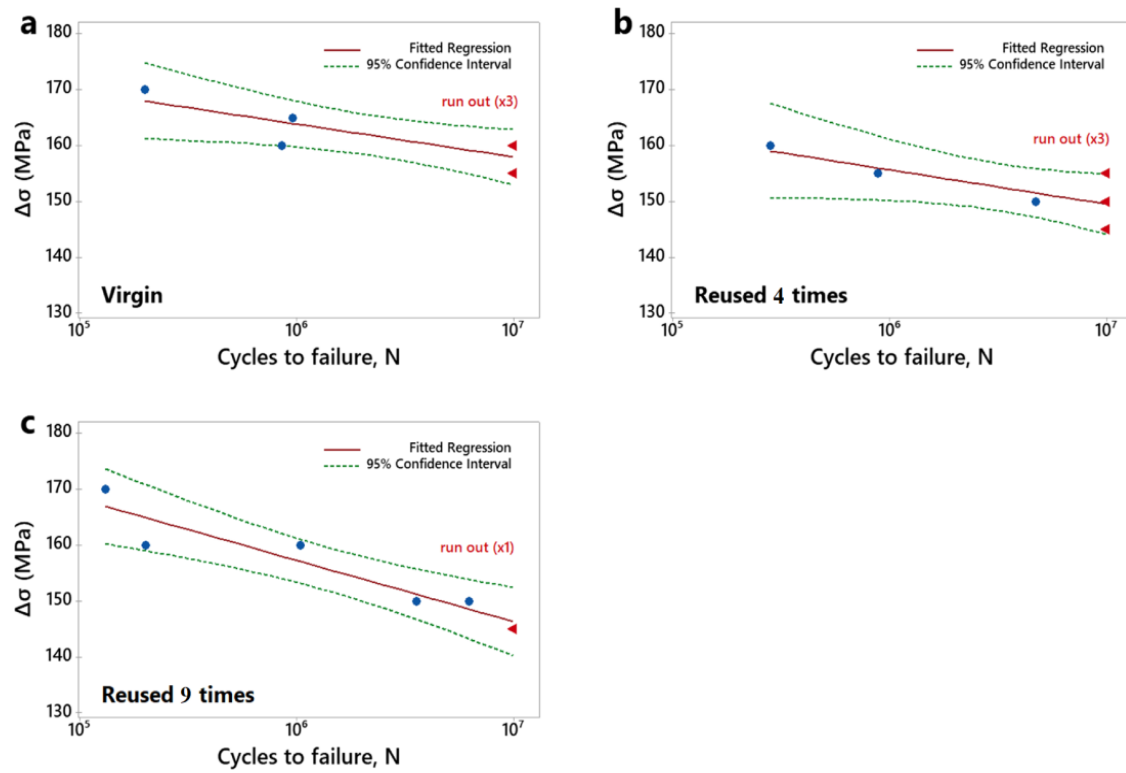 a
180
170
160
150
140
130
Δσ (MPa)
Fitted Regression
95% Confidence Interval
run out (x3)
Virgin
10⁵
10⁶
10⁷
Cycles to failure, N
b
180
170
160
150
140
130
Δσ (MPa)
Fitted Regression
95% Confidence Interval
run out (x3)
Reused 4 times
10⁵
10⁶
10⁷
Cycles to failure, N
c
180
170
160
150
140
130
Δσ (MPa)
Fitted Regression
95% Confidence Interval
run out (x1)
Reused 9 times
10⁵
10⁶
10⁷
Cycles to failure, N